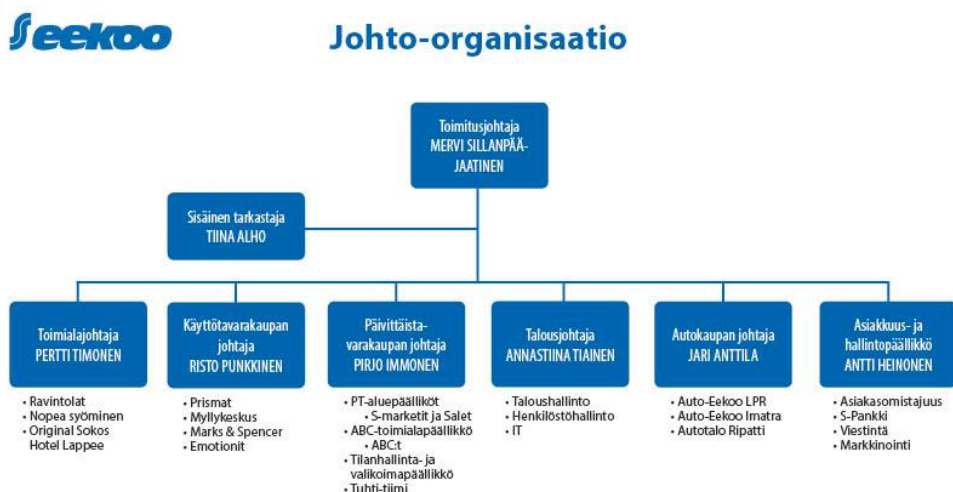 Seekoo
Johto-organisaatio
Toimitusjohtaja
MERVI SILLANPÄÄ-
JAATINEN
Sisäinen tarkastaja
TIINA ALHO
Toimialajohtaja
PERTTI TIMONEN
Käyttötavarakaupan
johtaja
RISTO PUNKKINEN
Päivittäista-
varakaupan johtaja
PIRJO IMMONEN
Talousjohtaja
ANNASTIINA TIAINEN
Autokaupan johtaja
JARI ANTTILA
Asiakkuus- ja
hallintopäällikkö
ANTTI HEINONEN
• Ravintolat
• Nopea syöminen
• Original Sokos
Hotel Lappee
• Prismat
• Myllykeskus
• Marks & Spencer
• Emotionit
• PT-aluepäälliköt
• S-marketit ja Salet
• ABC-toimialapäällikkö
• ABC:t
• Tilanhallinta- ja
valikoimapäällikkö
• Tuhti-tiimi
• Taloushallinto
• Henkilöstöhallinto
• IT
• Auto-Eekoo LPR
• Auto-Eekoo Imatra
• Autotalo Ripatti
• Asiakasomistajuus
• S-Pankki
• Viestintä
• Markkinointi